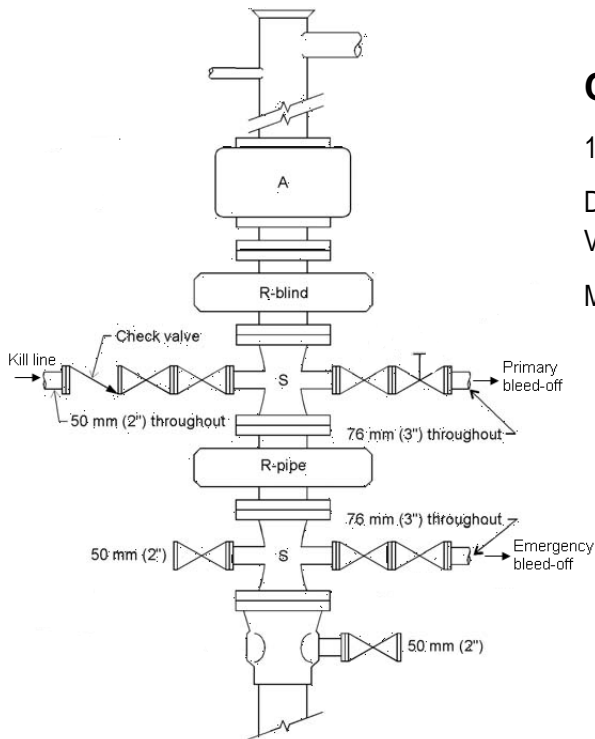 A
R-blind
Check valve
Kill line
S
Primary
bleed-off
50 mm (2") throughout
76 mm (3") throughout
R-pipe
76 mm (3") throughout
50 mm (2")
S
Emergency
bleed-off
50 mm (2")